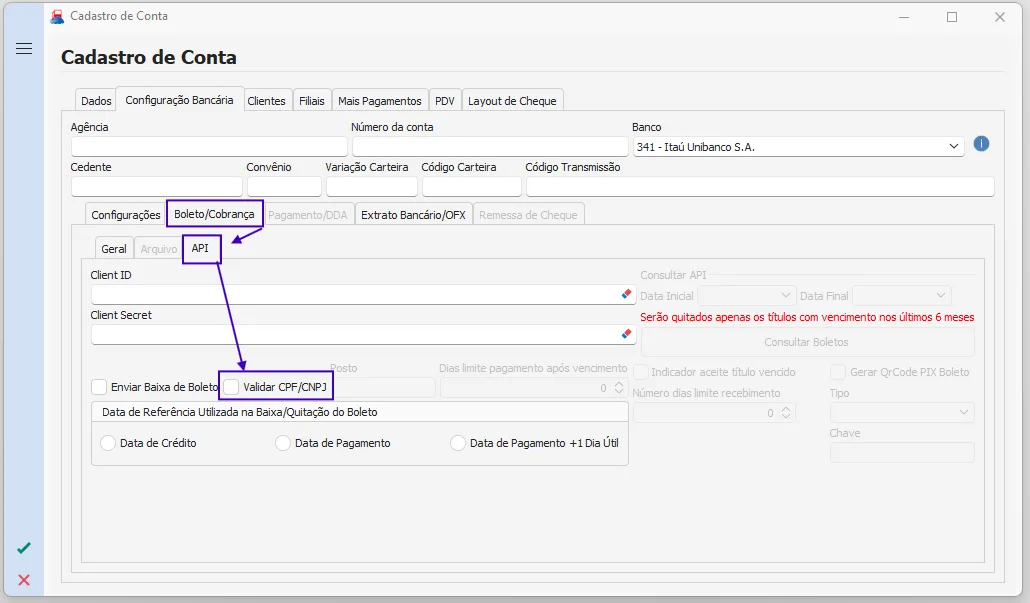 Cadastro de Conta
Cadastro de Conta
Dados Configuração Bancária Clientes Filiais Mais Pagamentos PDV Layout de Cheque
Agência Número da conta Banco
341 - Itaú Unibanco S.A.
Cedente Convênio Variação Carteira Código Carteira Código Transmissão
Configurações Boleto/Cobrança Pagamento/DDA Extrato Bancário/OFX Remessa de Cheque
Geral Arquivo API
Client ID Consultar API
Data Inicial Data Final
Client Secret Serão quitados apenas os títulos com vencimento nos últimos 6 meses
Consultar Boletos
Posto Dias limite pagamento após vencimento Indicador aceite título vencido Gerar QrCode PIX Boleto
Enviar Baixa de Boleto Validar CPF/CNPJ 0 Número dias limite recebimento Tipo
Data de Referência Utilizada na Baixa/Quitação do Boleto 0
Chave
Data de Crédito Data de Pagamento Data de Pagamento +1 Dia Útil